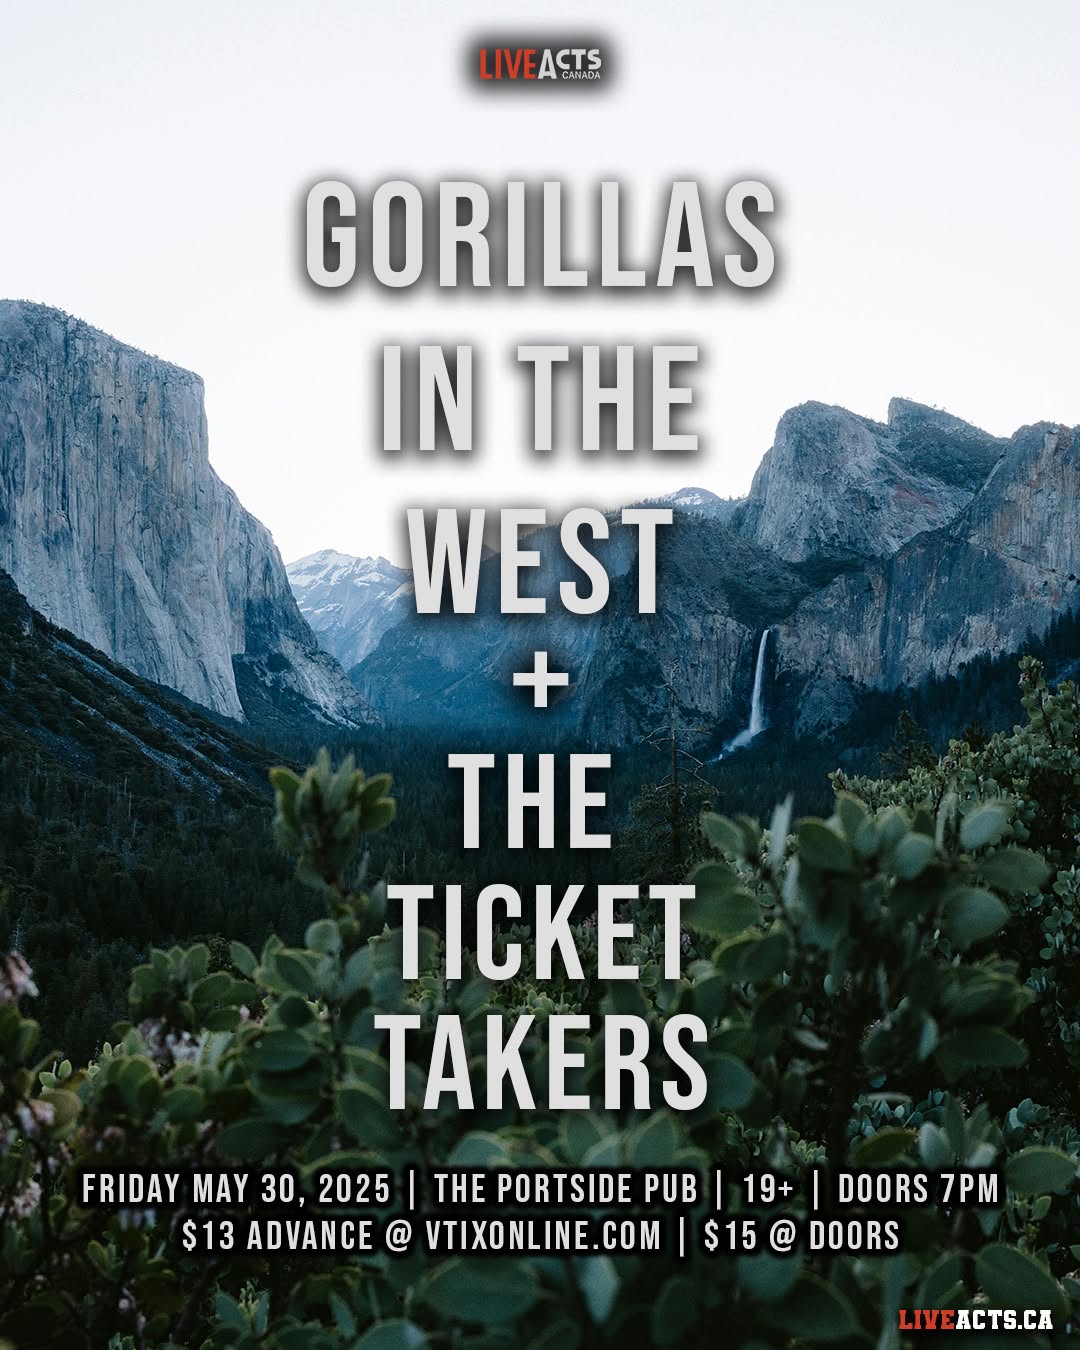 LIVEACTS
CANADA
GORILLAS
IN THE
WEST
+
THE
TICKET
TAKERS
FRIDAY MAY 30, 2025 | THE PORTSIDE PUB | 19+ | DOORS 7PM
$13 ADVANCE @ VTIXONLINE.COM | $15 @ DOORS
LIVEACTS.CA